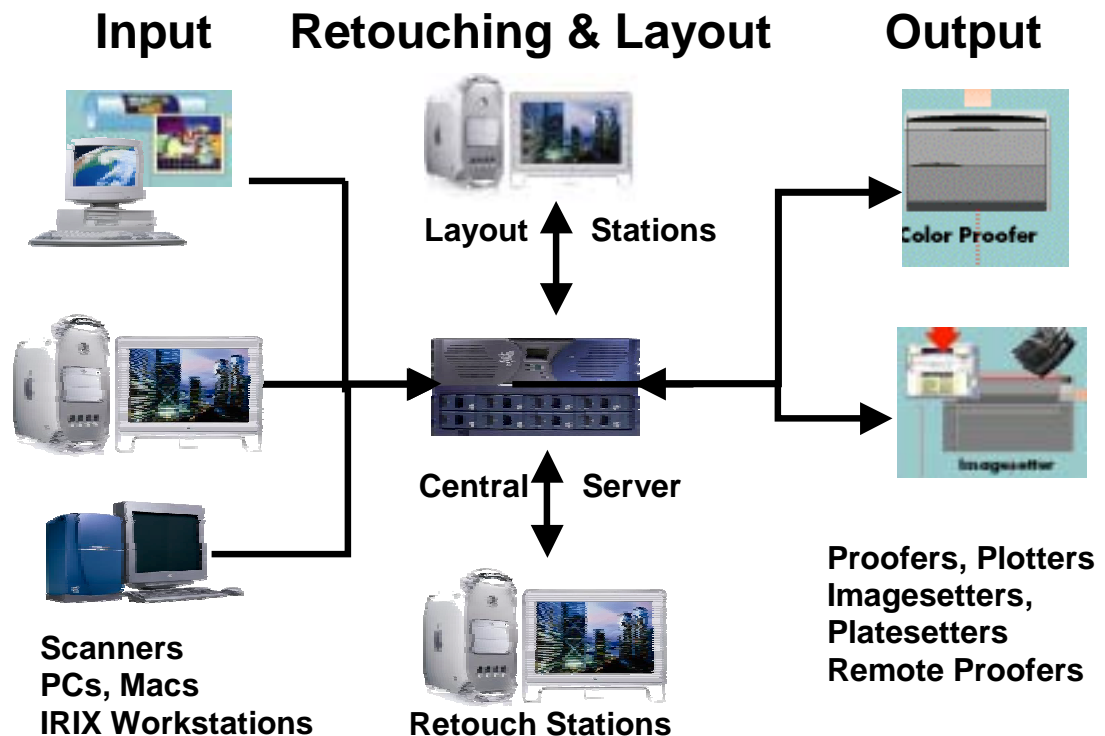 Input
Retouching & Layout
Output
Layout Stations
Color Proofer
Central Server
Imagesetter
Scanners
PCs, Macs
IRIX Workstations
Retouch Stations
Proofers, Plotters
Imagesetters,
Platesetters
Remote Proofers